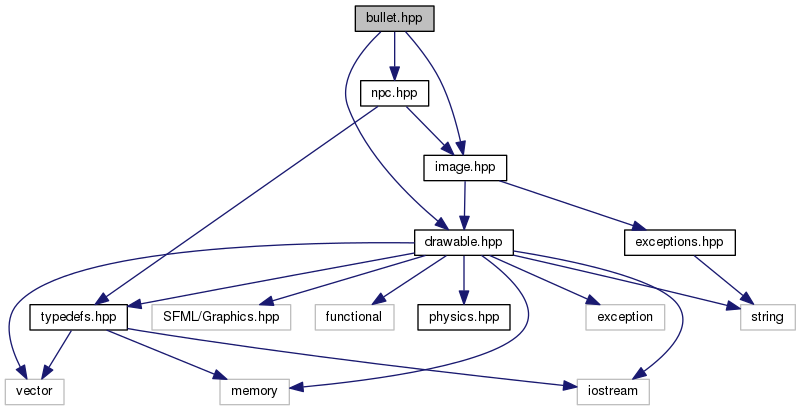 bullet.hpp
npc.hpp
image.hpp
drawable.hpp
exceptions.hpp
typedefs.hpp
SFML/Graphics.hpp
functional
physics.hpp
exception
string
vector
memory
iostream